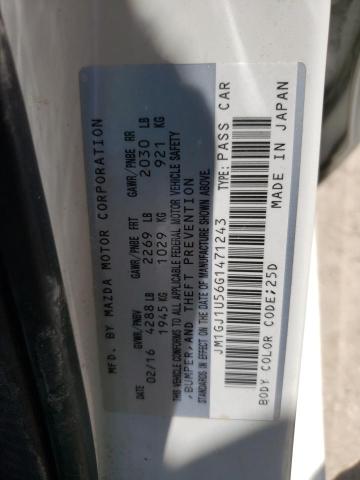 MFD. BY MAZDA MOTOR CORPORATION
GVWR/PNBV GAWR/PNBE FRT GAWR/PNBE RR
02/16 4288 LB 2269 LB 2030 LB
1945 KG 1029 KG 921 KG
THIS VEHICLE CONFORMS TO ALL APPLICABLE FEDERAL MOTOR VEHICLE SAFETY
, BUMPER, AND THEFT PREVENTION
STANDARDS IN EFFECT ON THE DATE OF MANUFACTURE SHOWN ABOVE.
JM1GJ1U56G1471243 TYPE: PASS CAR
BODY COLOR CODE;25D MADE IN JAPAN